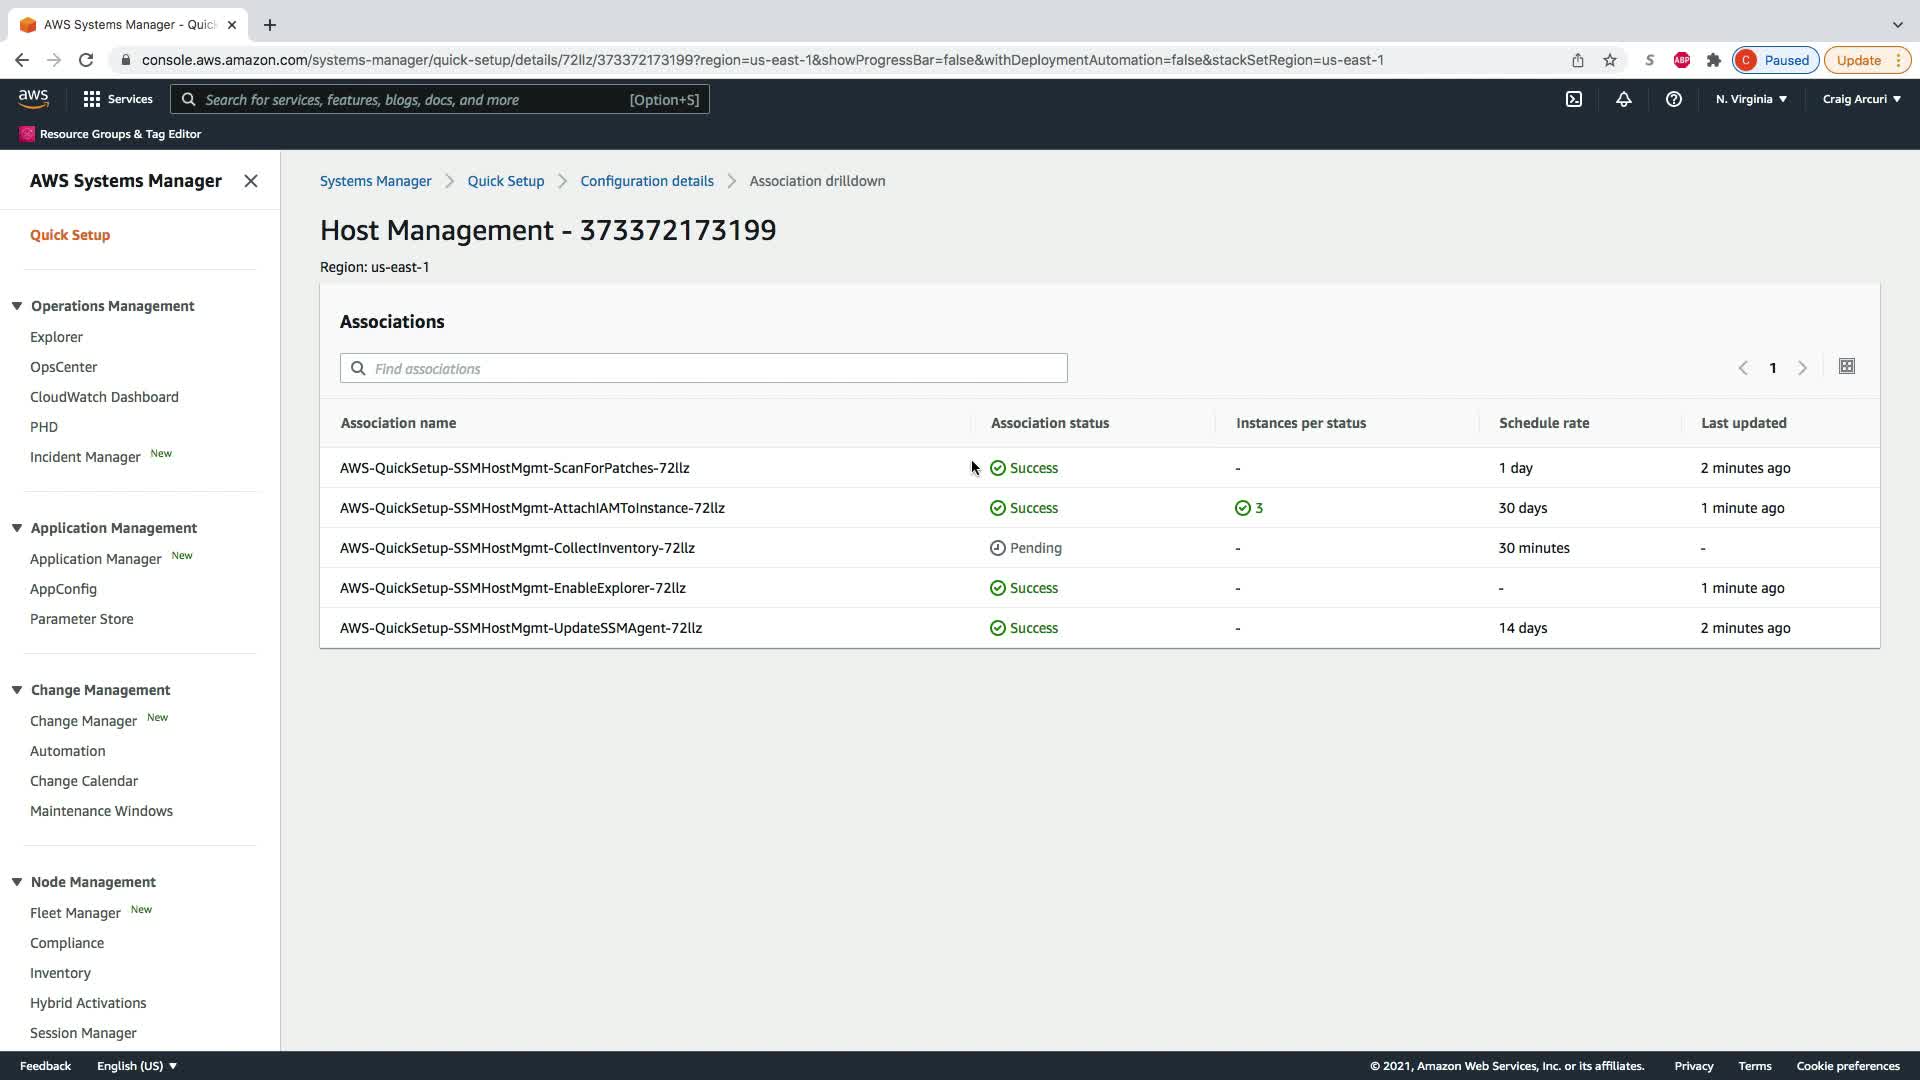 AWS Systems Manager - Quic
console.aws.amazon.com/systems-manager/quick-setup/details/72llz/373372173199?region=us-east-1&showProgressBar=false&withDeploymentAutomation=false&stackSetRegion=us-east-1
S
ABP
C Paused
Update
aws
Services
Search for services, features, blogs, docs, and more [Option+S]
N. Virginia
Craig Arcuri
Resource Groups & Tag Editor
AWS Systems Manager
Quick Setup
Operations Management
Explorer
OpsCenter
CloudWatch Dashboard
PHD
Incident Manager New
Application Management
Application Manager New
AppConfig
Parameter Store
Change Management
Change Manager New
Automation
Change Calendar
Maintenance Windows
Node Management
Fleet Manager New
Compliance
Inventory
Hybrid Activations
Session Manager
Systems Manager > Quick Setup > Configuration details > Association drilldown
Host Management - 373372173199
Region: us-east-1
Associations
Find associations
1
Association name Association status Instances per status Schedule rate Last updated
AWS-QuickSetup-SSMHostMgmt-ScanForPatches-72llz Success - 1 day 2 minutes ago
AWS-QuickSetup-SSMHostMgmt-AttachIAMToInstance-72llz Success 3 30 days 1 minute ago
AWS-QuickSetup-SSMHostMgmt-CollectInventory-72llz Pending - 30 minutes -
AWS-QuickSetup-SSMHostMgmt-EnableExplorer-72llz Success - - 1 minute ago
AWS-QuickSetup-SSMHostMgmt-UpdateSSMAgent-72llz Success - 14 days 2 minutes ago
Feedback English (US) © 2021, Amazon Web Services, Inc. or its affiliates. Privacy Terms Cookie preferences